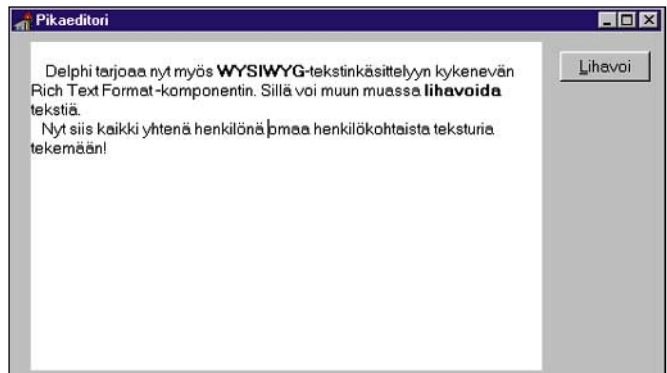 Pikaeditori
Delphi tarjoaa nyt myös WYSIWYG-tekstinkäsittelyyn kykenevän
Rich Text Format-komponentin. Sillä voi muun muassa lihavoida
tekstiä.
Nyt siis kaikki yhtenä henkilönä omaa henkilökohtaista teksturia
tekemään!
Lihavoi